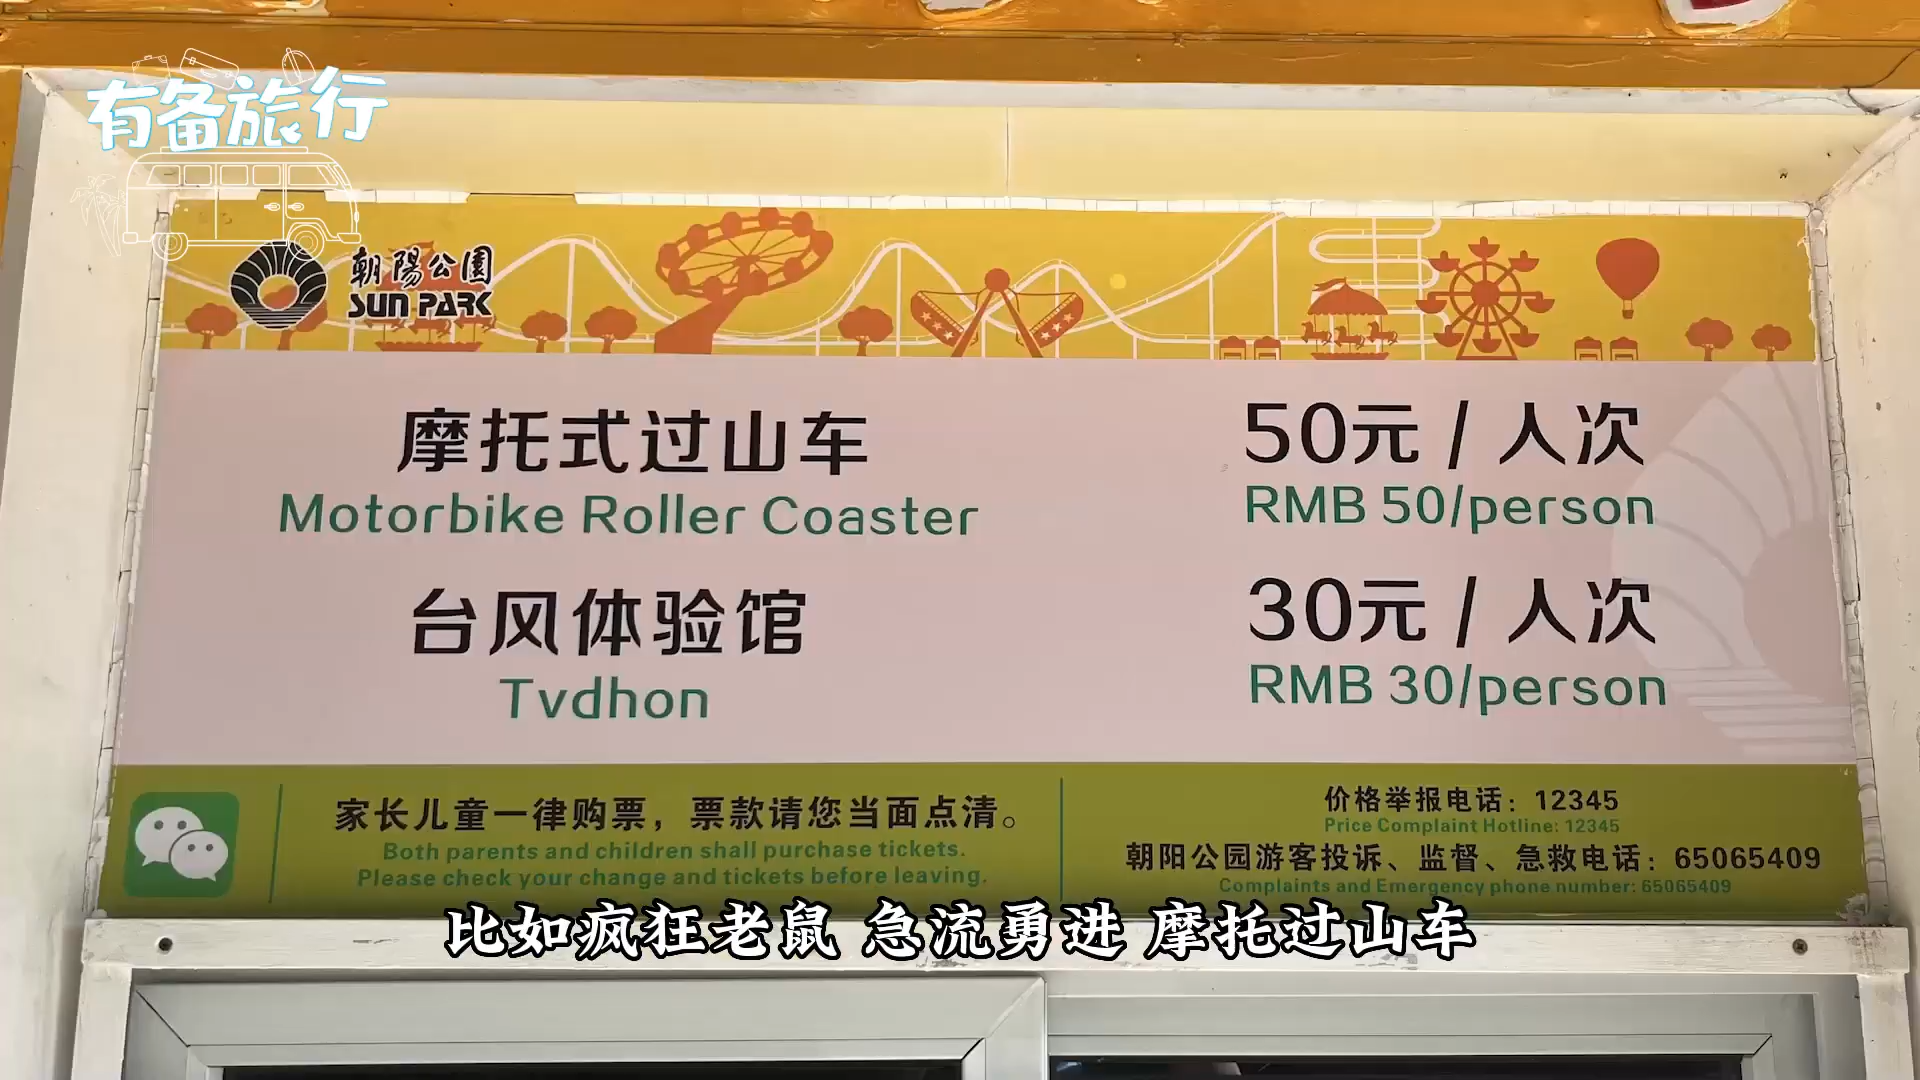 有备旅行
朝陽公園
SUN PARK
摩托式过山车
50元 / 人次
Motorbike Roller Coaster
RMB 50/person
台风体验馆
30元 / 人次
Tvdhon
RMB 30/person
家长儿童一律购票，票款请您当面点清。
Both parents and children shall purchase tickets.
Please check your change and tickets before leaving.
价格举报电话：12345
Price Complaint Hotline: 12345
朝阳公园游客投诉、监督、急救电话：65065409
Complaints and Emergency phone number: 65065409
比如疯狂老鼠 急流勇进 摩托过山车